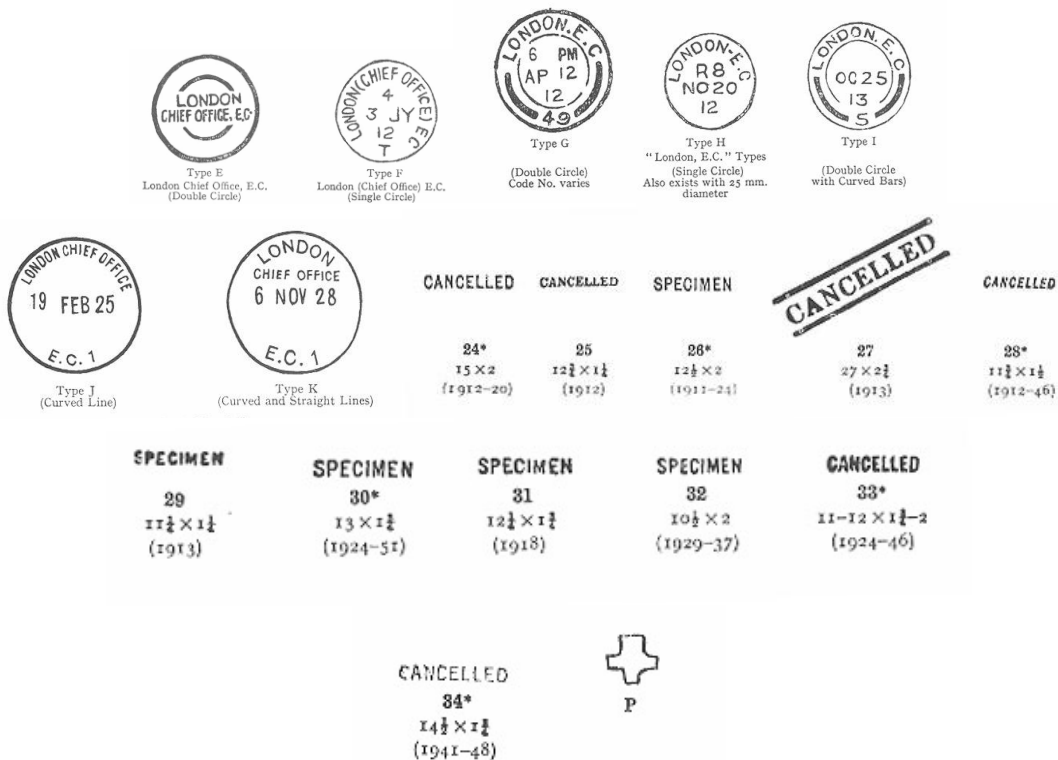 LONDON
CHIEF OFFICE, E.C.
Type E
London Chief Office, E.C.
(Double Circle)
LONDON (CHIEF OFFICE) E.C
4
3 JY
12
T
Type F
London (Chief Office) E.C.
(Single Circle)
LONDON. E. C
6 PM
AP 12
12
49
Type G
(Double Circle)
Code No. varies
LONDON-E.C
R8
NO20
12
Type H
"London, E.C." Types
(Single Circle)
Also exists with 25 mm.
diameter
LONDON, E.C
OC25
13
5
Type I
(Double Circle
with Curved Bars)
LONDON CHIEF OFFICE
19 FEB 25
E.C. 1
Type J
(Curved Line)
LONDON
CHIEF OFFICE
6 NOV 28
E.C. 1
Type K
(Curved and Straight Lines)
CANCELLED
24*
15 × 2
(1912–20)
CANCELLED
25
12¾ × 1¼
(1912)
SPECIMEN
26*
12½ × 2
(1911–24)
CANCELLED
27
27 × 2¾
(1913)
CANCELLED
28*
11¾ × 1½
(1912–46)
SPECIMEN
29
11¼ × 1¼
(1913)
SPECIMEN
30*
13 × 1¾
(1924–51)
SPECIMEN
31
12¼ × 1¾
(1918)
SPECIMEN
32
10½ × 2
(1929–37)
CANCELLED
33*
11–12 × 1¾–2
(1924–46)
CANCELLED
34*
14½ × 1¾
(1941–48)
P